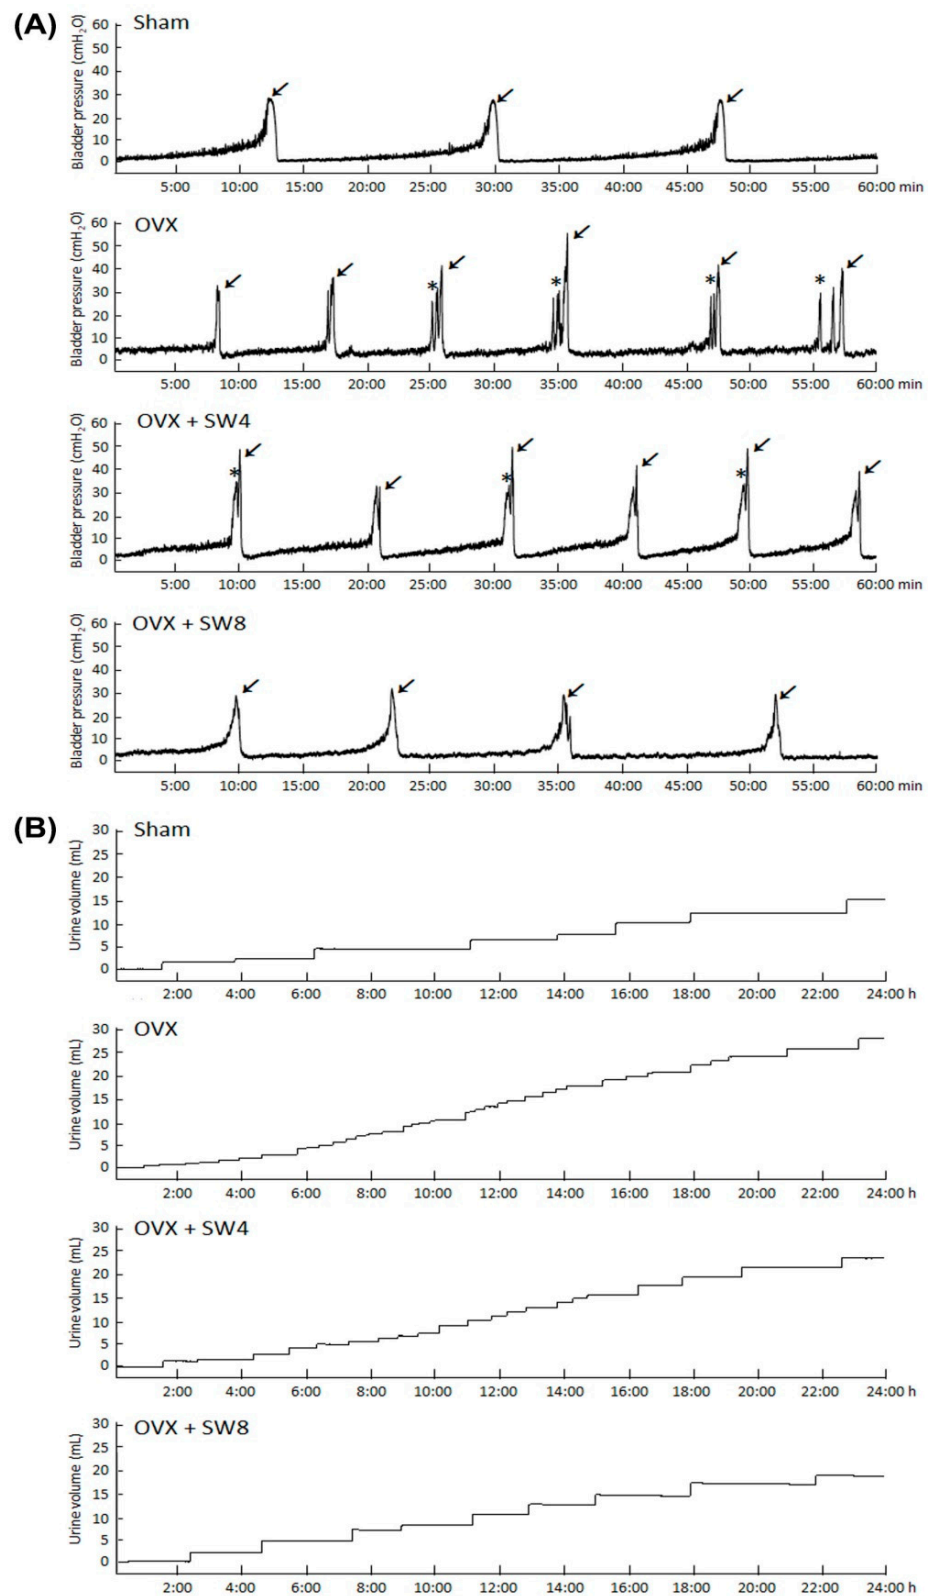 (A)
Sham
Bladder pressure (cmH₂O)
60
50
40
30
20
10
0
5:00 10:00 15:00 20:00 25:00 30:00 35:00 40:00 45:00 50:00 55:00 60:00 min
OVX
Bladder pressure (cmH₂O)
60
50
40
30
20
10
0
* * * *
5:00 10:00 15:00 20:00 25:00 30:00 35:00 40:00 45:00 50:00 55:00 60:00 min
OVX + SW4
Bladder pressure (cmH₂O)
60
50
40
30
20
10
0
* * *
5:00 10:00 15:00 20:00 25:00 30:00 35:00 40:00 45:00 50:00 55:00 60:00 min
OVX + SW8
Bladder pressure (cmH₂O)
60
50
40
30
20
10
0
5:00 10:00 15:00 20:00 25:00 30:00 35:00 40:00 45:00 50:00 55:00 60:00 min
(B)
Sham
Urine volume (mL)
30
25
20
15
10
5
0
2:00 4:00 6:00 8:00 10:00 12:00 14:00 16:00 18:00 20:00 22:00 24:00 h
OVX
Urine volume (mL)
30
25
20
15
10
5
0
2:00 4:00 6:00 8:00 10:00 12:00 14:00 16:00 18:00 20:00 22:00 24:00 h
OVX + SW4
Urine volume (mL)
30
25
20
15
10
5
0
2:00 4:00 6:00 8:00 10:00 12:00 14:00 16:00 18:00 20:00 22:00 24:00 h
OVX + SW8
Urine volume (mL)
30
25
20
15
10
5
0
2:00 4:00 6:00 8:00 10:00 12:00 14:00 16:00 18:00 20:00 22:00 24:00 h